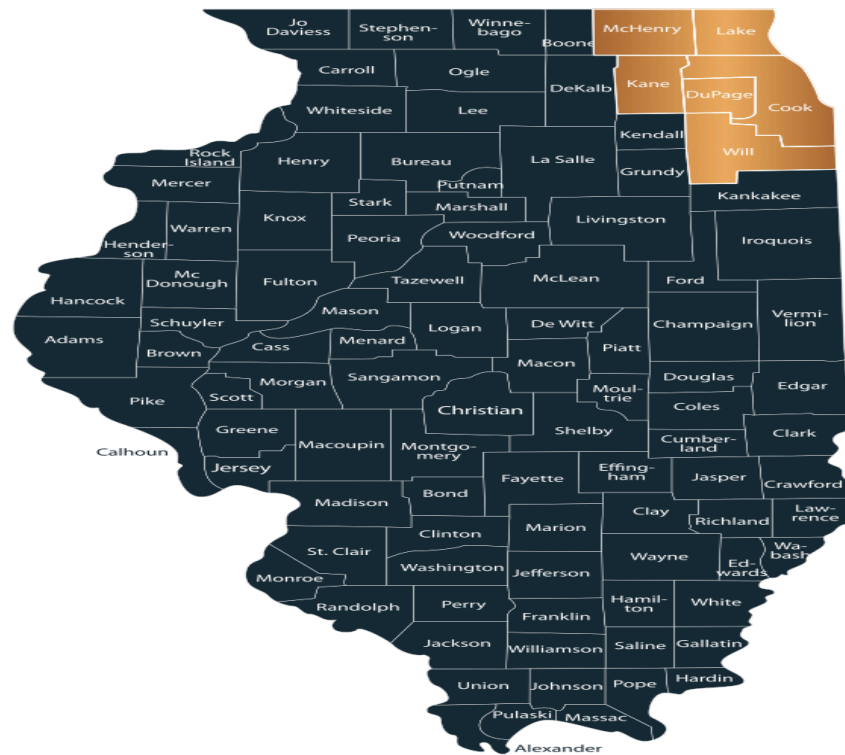 Jo
Daviess
Stephen-
son
Winne-
bago
Boone
McHenry
Lake
Carroll
Ogle
DeKalb
Kane
DuPage
Cook
Whiteside
Lee
Kendall
Will
Rock
Island
Henry
Bureau
La Salle
Grundy
Mercer
Putnam
Kankakee
Stark
Marshall
Knox
Warren
Livingston
Hender-
son
Peoria
Woodford
Iroquois
Mc
Donough
Fulton
Tazewell
McLean
Ford
Hancock
Mason
Schuyler
Logan
De Witt
Champaign
Vermi-
lion
Adams
Brown
Cass
Menard
Piatt
Macon
Morgan
Sangamon
Douglas
Edgar
Scott
Pike
Christian
Moul-
trie
Coles
Greene
Shelby
Calhoun
Macoupin
Montgo-
mery
Cumber-
land
Clark
Jersey
Fayette
Effing-
ham
Jasper
Crawford
Madison
Bond
Clay
Richland
Law-
rence
Clinton
Marion
St. Clair
Wayne
Wa-
bash
Washington
Jefferson
Ed-
wards
Monroe
Randolph
Perry
Franklin
Hamil-
ton
White
Jackson
Williamson
Saline
Gallatin
Union
Johnson
Pope
Hardin
Pulaski
Massac
Alexander